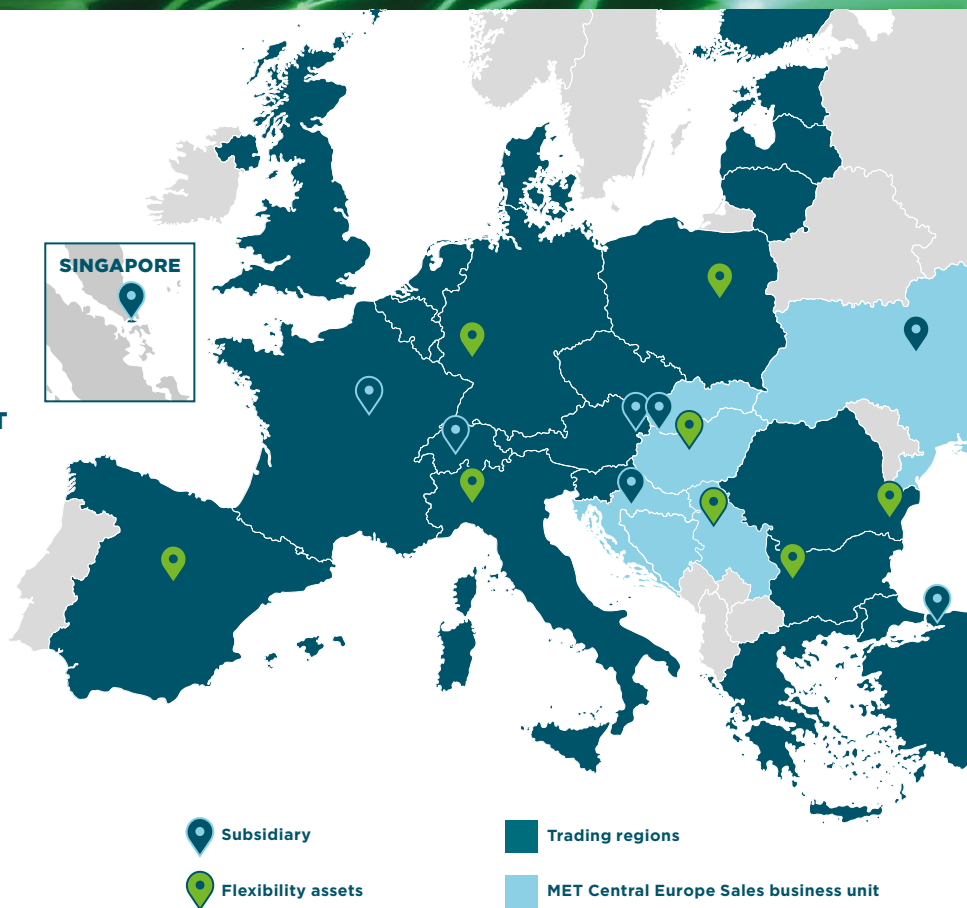 SINGAPORE
T
Subsidiary
Trading regions
Flexibility assets
MET Central Europe Sales business unit